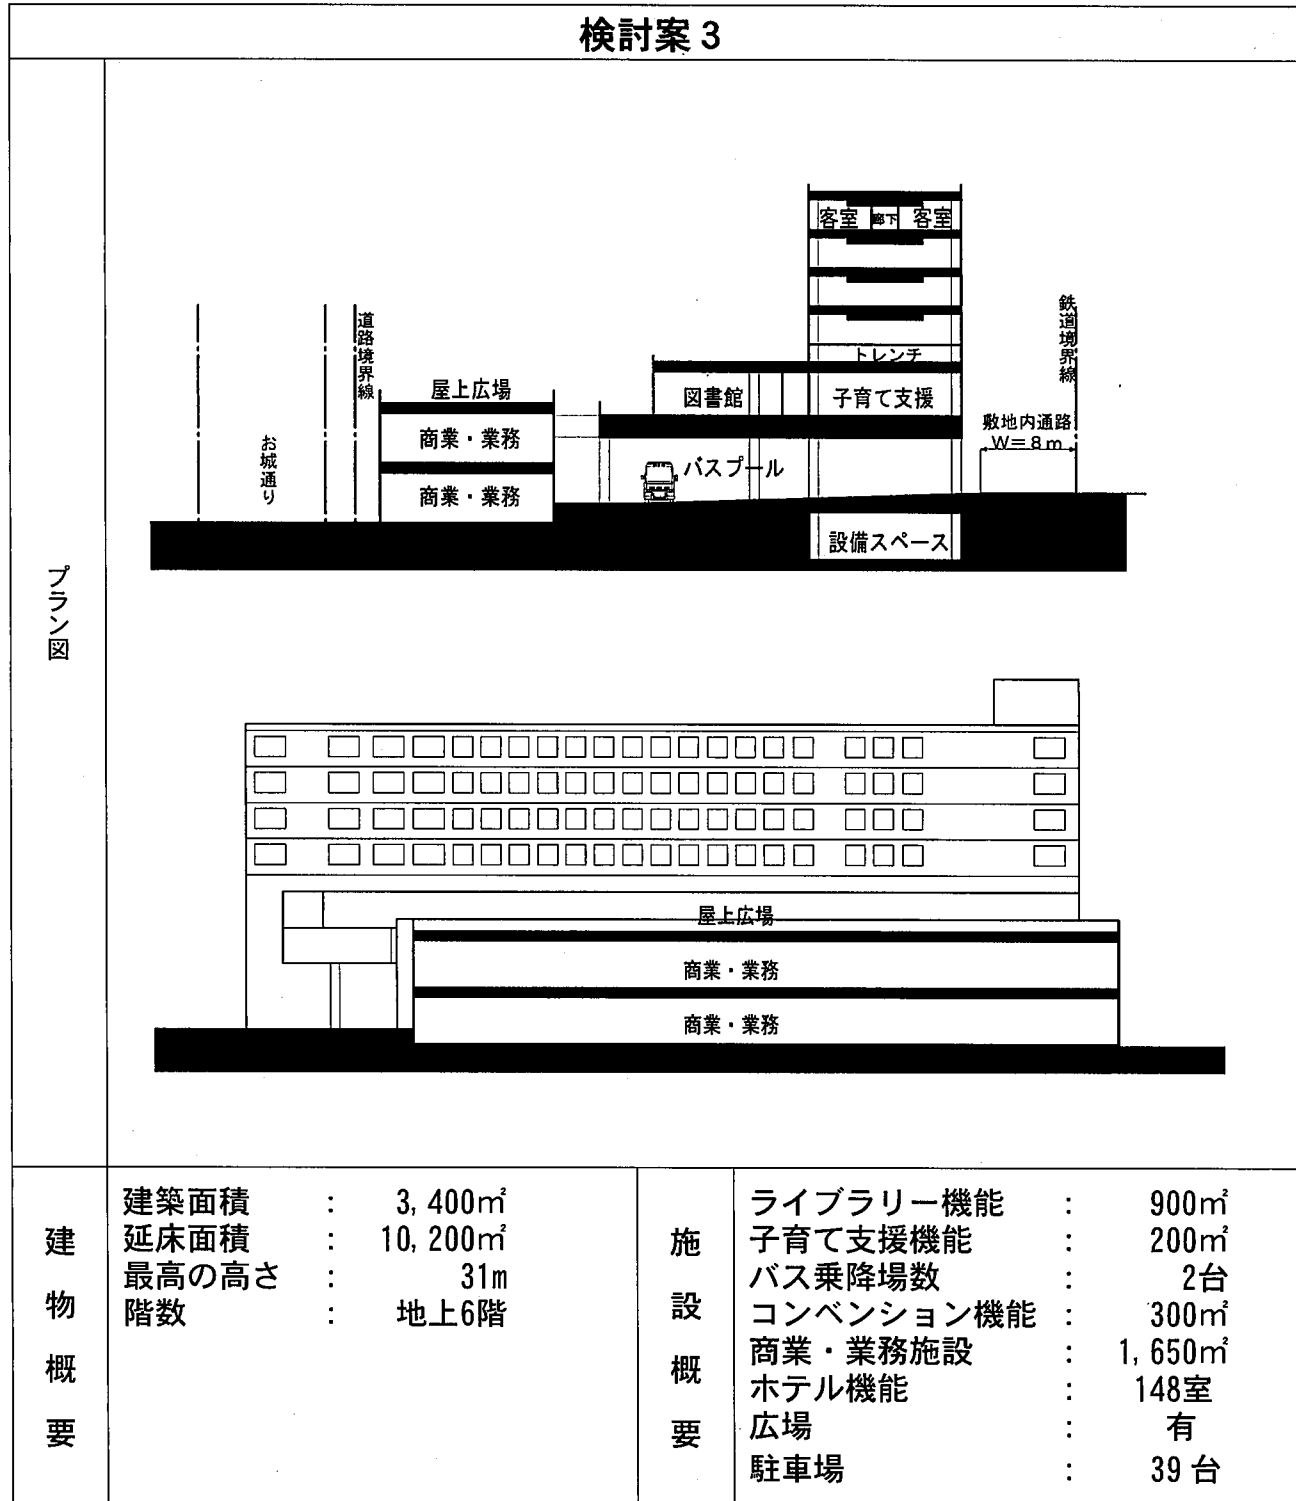 検討案3
プラン図
客室 廊下 客室
トレンチ
図書館
子育て支援
道路境界線
鉄道境界線
屋上広場
商業・業務
商業・業務
お城通り
バスプール
敷地内通路
W=8m
設備スペース
屋上広場
商業・業務
商業・業務
建物概要
建築面積 : 3,400㎡
延床面積 : 10,200㎡
最高の高さ : 31m
階数 : 地上6階
施設概要
ライブラリー機能 : 900㎡
子育て支援機能 : 200㎡
バス乗降場数 : 2台
コンベンション機能 : 300㎡
商業・業務施設 : 1,650㎡
ホテル機能 : 148室
広場 : 有
駐車場 : 39台